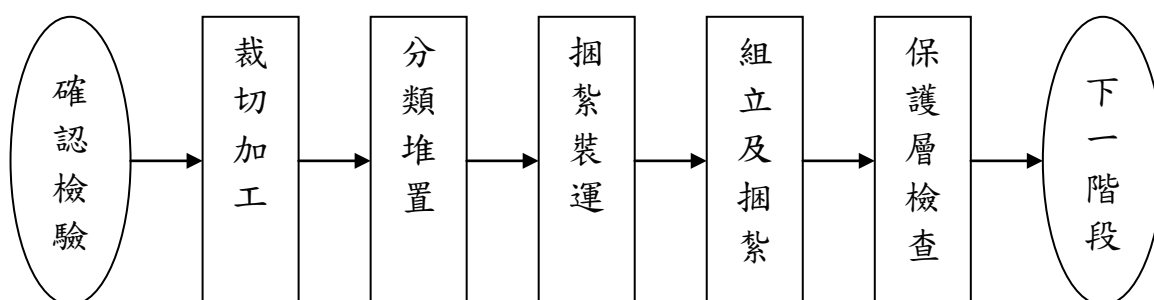 確認檢驗
裁切加工
分類堆置
捆紮裝運
組立及捆紮
保護層檢查
下一階段